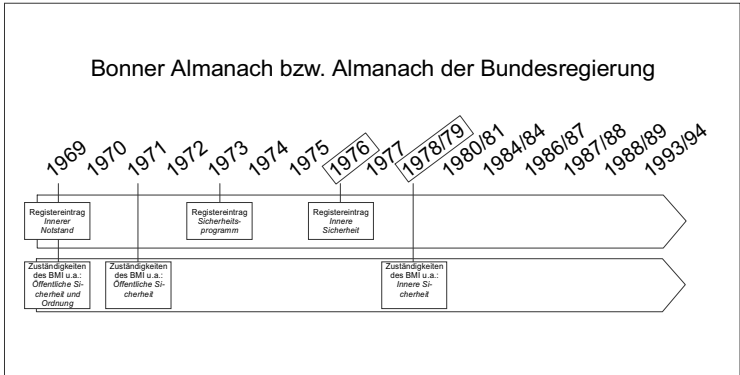 Bonner Almanach bzw. Almanach der Bundesregierung
1969
1970
1971
1972
1973
1974
1975
1976
1977
1978/79
1980/81
1984/84
1986/87
1987/88
1988/89
1993/94
Registereintrag
Innerer
Notstand
Registereintrag
Sicherheits-
programm
Registereintrag
Innere
Sicherheit
Zuständigkeiten
des BMI u.a.:
Öffentliche Si-
cherheit und
Ordnung
Zuständigkeiten
des BMI u.a.:
Öffentliche Si-
cherheit
Zuständigkeiten
des BMI u.a.:
Innere Si-
cherheit